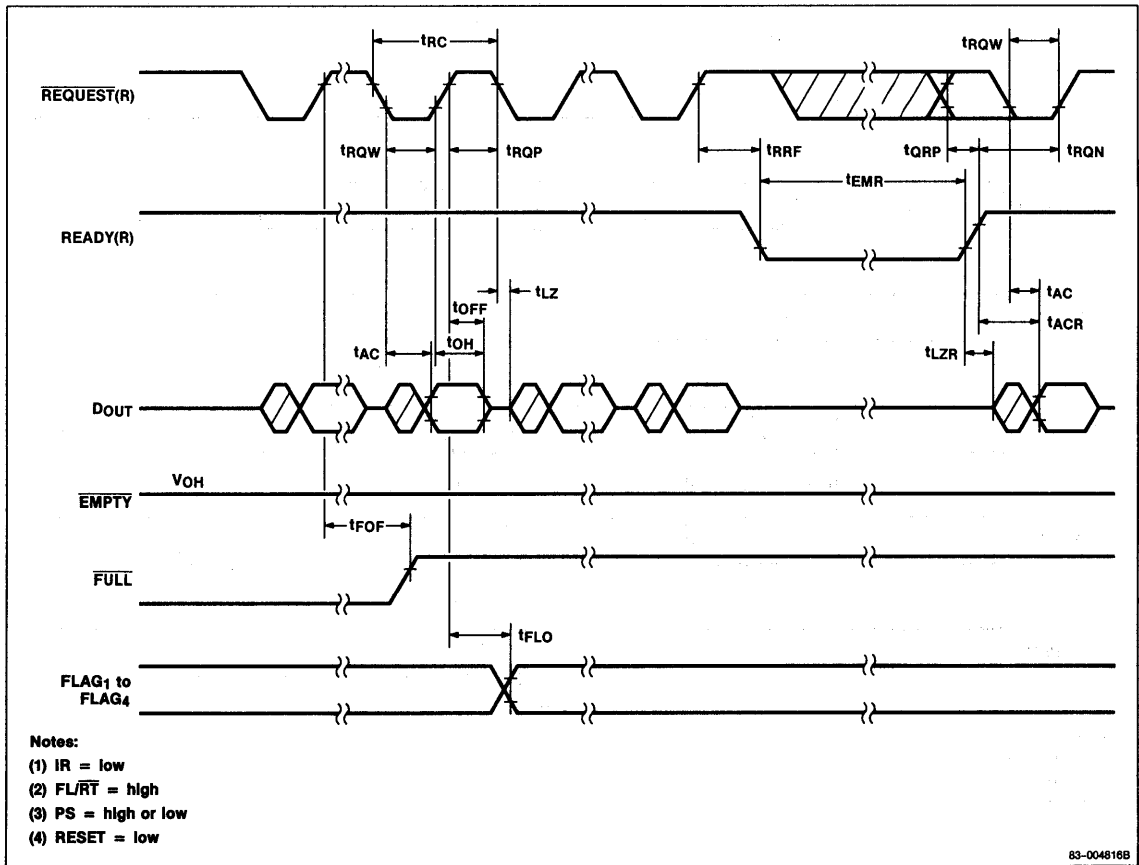 tRC
tRQW
REQUEST(R)
tRQW
tRQP
tRRF
tQRP
tRQN
tEMR
READY(R)
tLZ
tOFF
tAC
tAC
tOH
tACR
tLZR
DOUT
VOH
EMPTY
tFOF
FULL
tFLO
FLAG1 to
FLAG4
Notes:
(1) IR = low
(2) FL/RT = high
(3) PS = high or low
(4) RESET = low
83-004816B